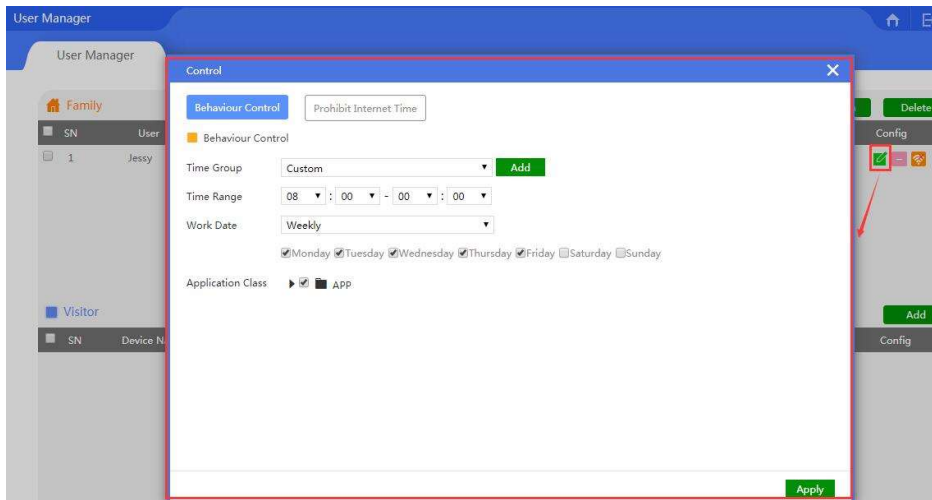 User Manager
User Manager
Control
Behaviour Control
Prohibit Internet Time
Family
Delete
Behaviour Control
SN User
Config
1 Jessy
Time Group Custom Add
Time Range 08 : 00 - 00 : 00
Work Date Weekly
Monday Tuesday Wednesday Thursday Friday Saturday Sunday
Application Class APP
Visitor
Add
SN Device N
Config
Apply